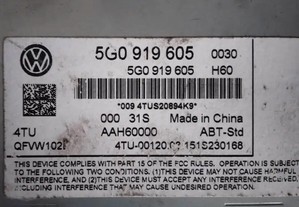 5G0 919 605 0030
5G0 919 605 H60
*009 4TUS20894K9*
000 31S Made in China
4TU AAH60000 ABT-Std
QFVW102 4TU-00120.03 151S230168
THIS DEVICE COMPLIES WITH PART 15 OF THE FCC RULES. OPERATION IS SUBJECT
TO THE FOLLOWING TWO CONDITIONS: (1) THIS DEVICE MAY NOT CAUSE HARMFUL
INTERFERENCE, AND (2) THIS DEVICE MUST ACCEPT ANY INTERFERENCE
INCLUDING INTERFERENCE THAT MAY CAUSE UNDESIRED